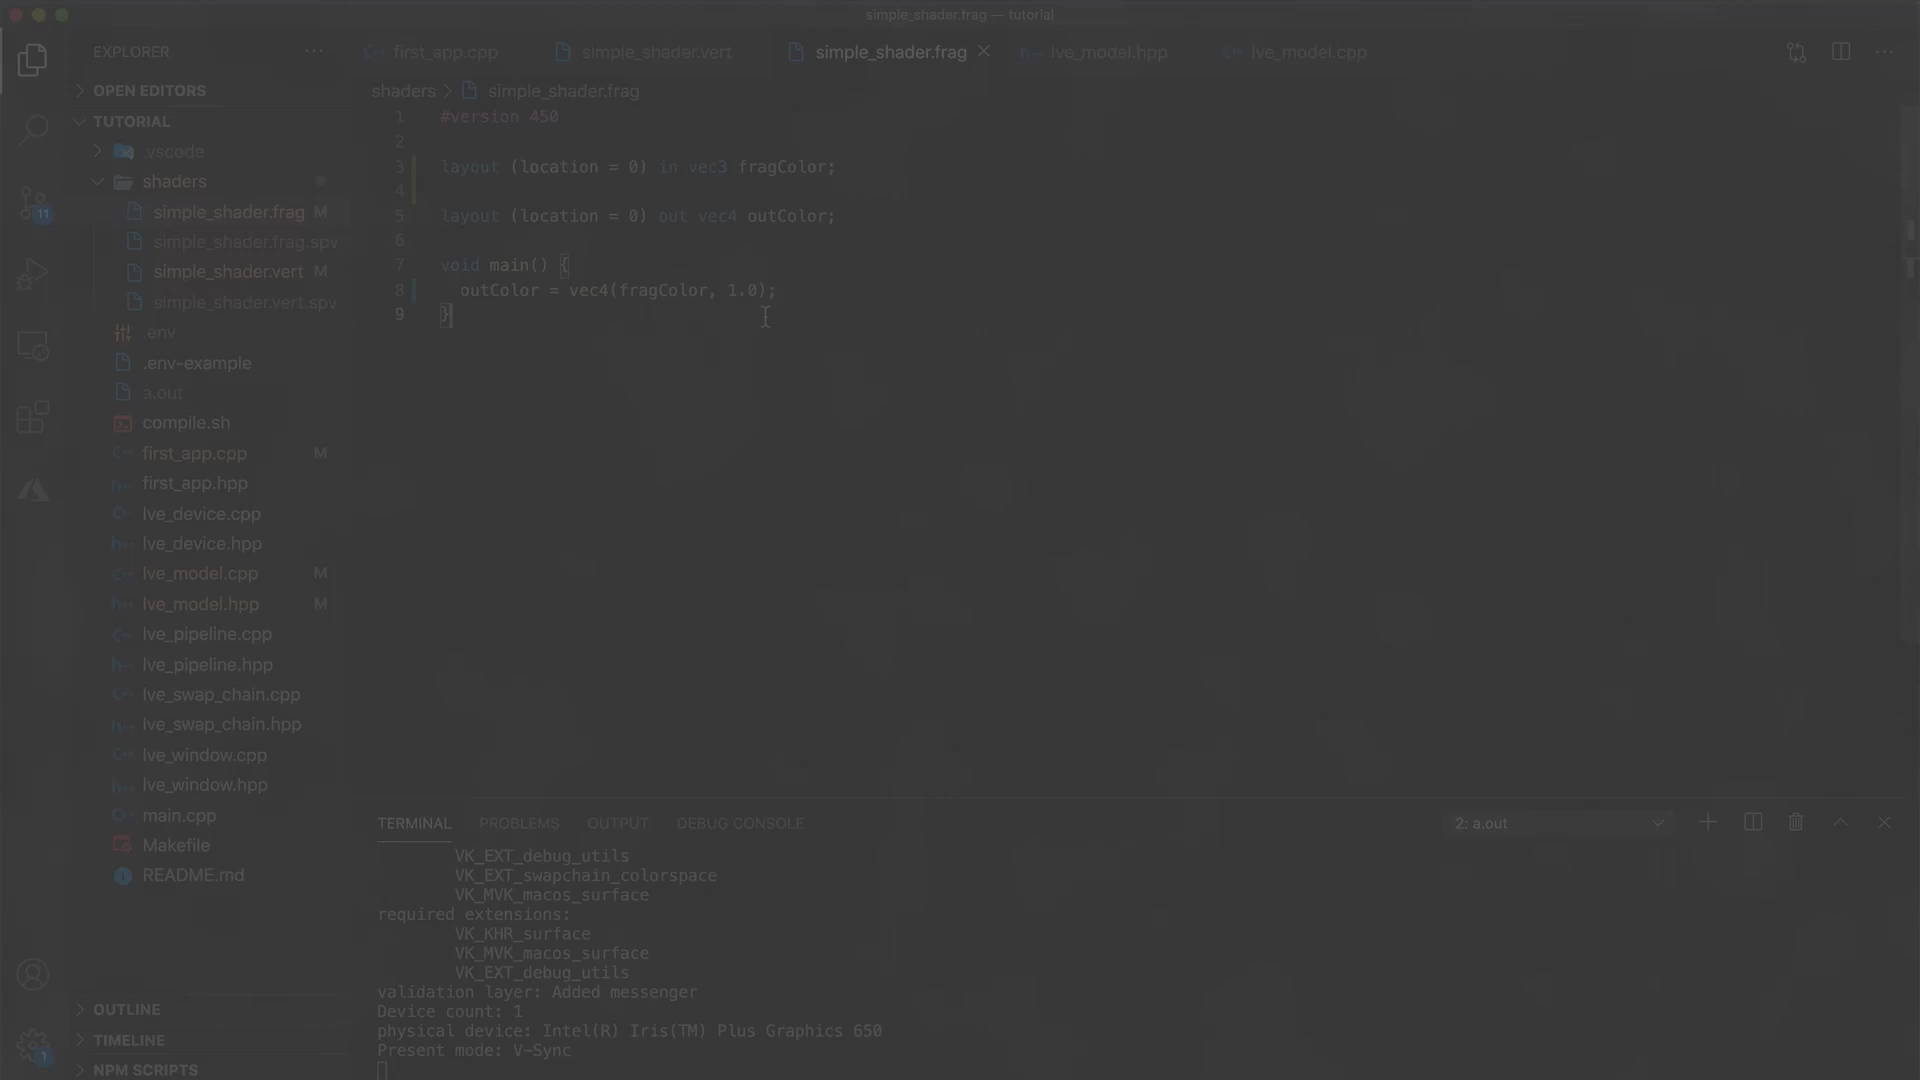 simple_shader.frag — tutorial
EXPLORER
first_app.cpp
simple_shader.vert
simple_shader.frag
lve_model.hpp
lve_model.cpp
OPEN EDITORS
shaders
simple_shader.frag
TUTORIAL
.vscode
shaders
simple_shader.frag M
simple_shader.frag.spv
simple_shader.vert M
simple_shader.vert.spv
.env
.env-example
a.out
compile.sh
first_app.cpp M
first_app.hpp
lve_device.cpp
lve_device.hpp
lve_model.cpp M
lve_model.hpp M
lve_pipeline.cpp
lve_pipeline.hpp
lve_swap_chain.cpp
lve_swap_chain.hpp
lve_window.cpp
lve_window.hpp
main.cpp
Makefile
README.md
OUTLINE
TIMELINE
NPM SCRIPTS
11
1
1 #version 450
2
3 layout (location = 0) in vec3 fragColor;
4
5 layout (location = 0) out vec4 outColor;
6
7 void main() {
8 outColor = vec4(fragColor, 1.0);
9 }
TERMINAL PROBLEMS OUTPUT DEBUG CONSOLE
2: a.out
VK_EXT_debug_utils
VK_EXT_swapchain_colorspace
VK_MVK_macos_surface
required extensions:
VK_KHR_surface
VK_MVK_macos_surface
VK_EXT_debug_utils
validation layer: Added messenger
Device count: 1
physical device: Intel(R) Iris(TM) Plus Graphics 650
Present mode: V-Sync